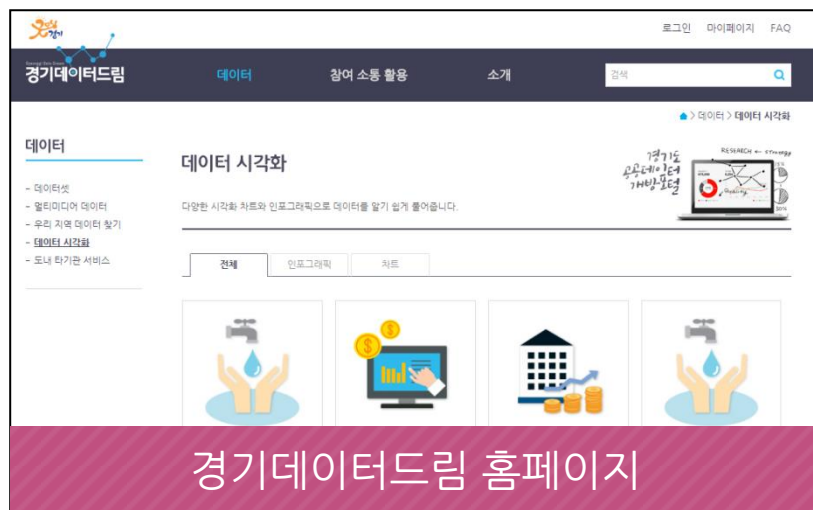 로그인 마이페이지 FAQ
경기데이터드림 데이터 참여 소통 활용 소개 검색
데이터 > 데이터 시각화
데이터
- 데이터셋
- 멀티미디어 데이터
- 우리 지역 데이터 찾기
- 데이터 시각화
- 도내 타기관 서비스
데이터 시각화
다양한 시각화 차트와 인포그래픽으로 데이터를 알기 쉽게 풀어줍니다.
경기도
공공데이터
개방포털
RESEARCH
전체 인포그래픽 차트
경기데이터드림 홈페이지